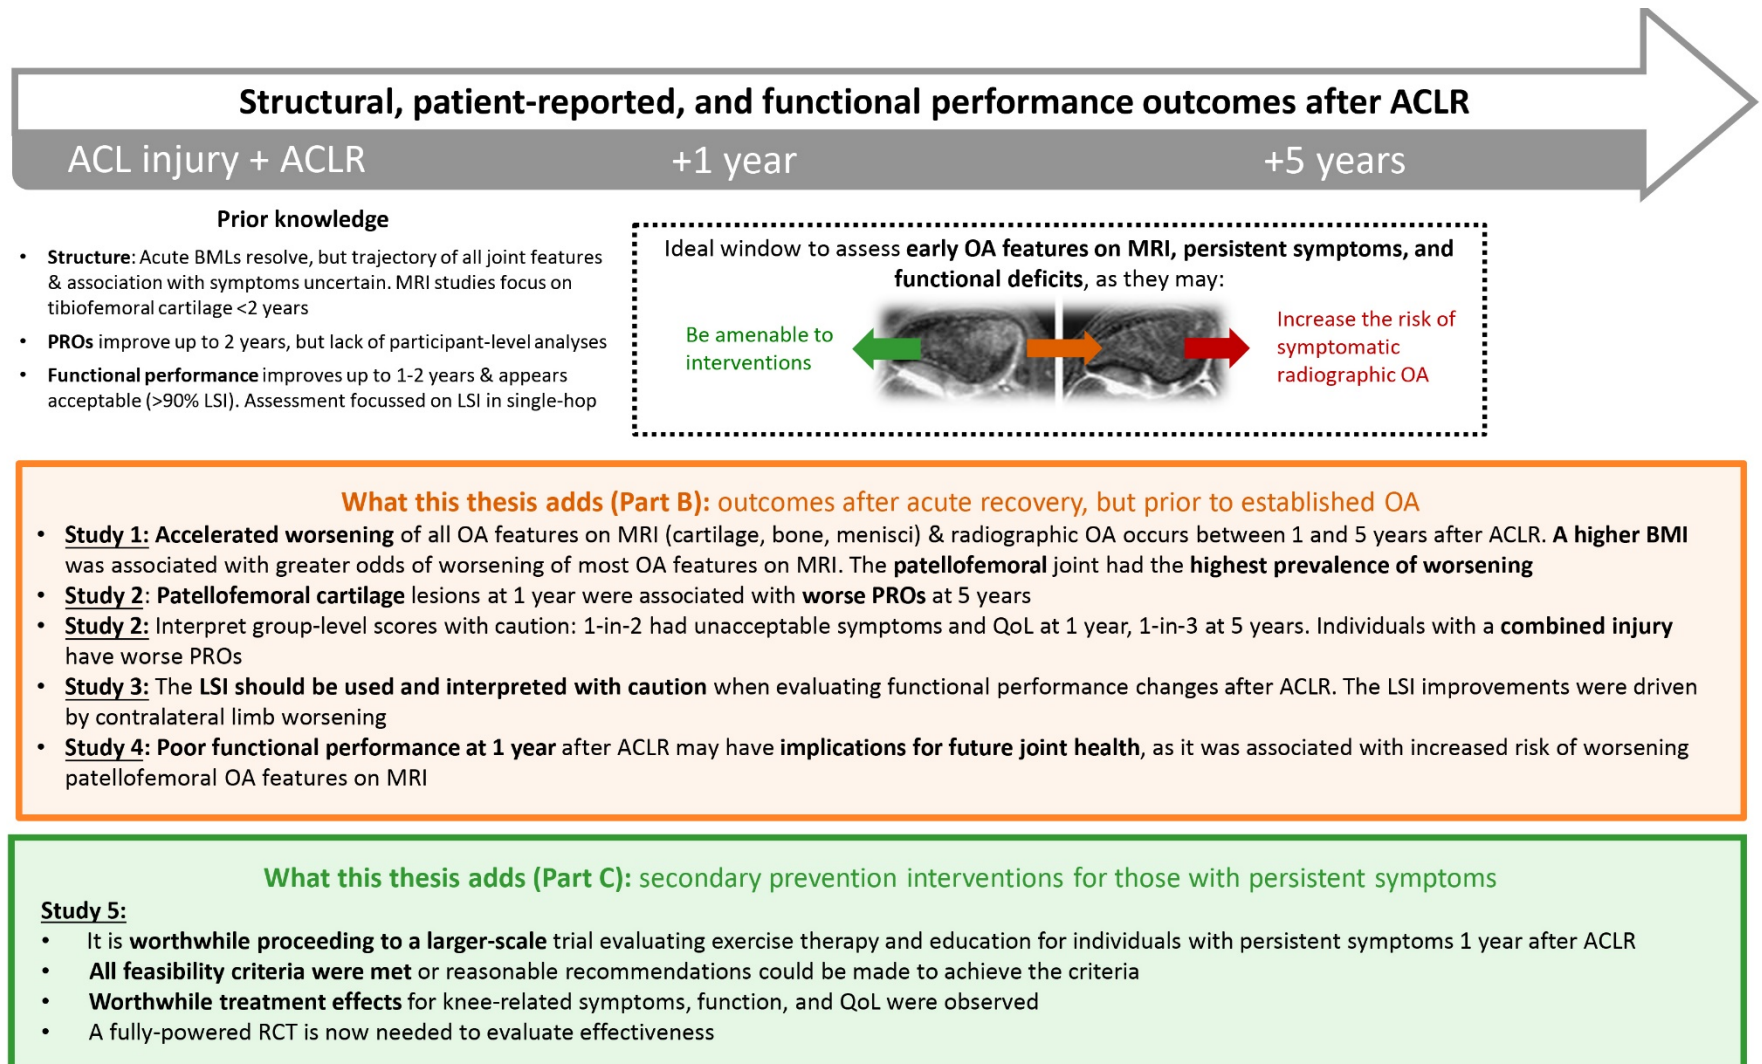 Structural, patient-reported, and functional performance outcomes after ACLR
ACL injury + ACLR
+1 year
+5 years
Prior knowledge
• Structure: Acute BMLs resolve, but trajectory of all joint features
& association with symptoms uncertain. MRI studies focus on
tibiofemoral cartilage <2 years
• PROs improve up to 2 years, but lack of participant-level analyses
• Functional performance improves up to 1-2 years & appears
acceptable (>90% LSI). Assessment focussed on LSI in single-hop
Ideal window to assess early OA features on MRI, persistent symptoms, and
functional deficits, as they may:
Be amenable to
interventions
Increase the risk of
symptomatic
radiographic OA
What this thesis adds (Part B): outcomes after acute recovery, but prior to established OA
• Study 1: Accelerated worsening of all OA features on MRI (cartilage, bone, menisci) & radiographic OA occurs between 1 and 5 years after ACLR. A higher BMI
was associated with greater odds of worsening of most OA features on MRI. The patellofemoral joint had the highest prevalence of worsening
• Study 2: Patellofemoral cartilage lesions at 1 year were associated with worse PROs at 5 years
• Study 2: Interpret group-level scores with caution: 1-in-2 had unacceptable symptoms and QoL at 1 year, 1-in-3 at 5 years. Individuals with a combined injury
have worse PROs
• Study 3: The LSI should be used and interpreted with caution when evaluating functional performance changes after ACLR. The LSI improvements were driven
by contralateral limb worsening
• Study 4: Poor functional performance at 1 year after ACLR may have implications for future joint health, as it was associated with increased risk of worsening
patellofemoral OA features on MRI
What this thesis adds (Part C): secondary prevention interventions for those with persistent symptoms
Study 5:
• It is worthwhile proceeding to a larger-scale trial evaluating exercise therapy and education for individuals with persistent symptoms 1 year after ACLR
• All feasibility criteria were met or reasonable recommendations could be made to achieve the criteria
• Worthwhile treatment effects for knee-related symptoms, function, and QoL were observed
• A fully-powered RCT is now needed to evaluate effectiveness